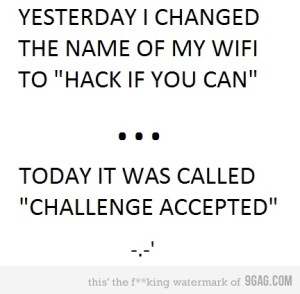 YESTERDAY I CHANGED
THE NAME OF MY WIFI
TO "HACK IF YOU CAN"
...
TODAY IT WAS CALLED
"CHALLENGE ACCEPTED"
-.-'
this' the f**king watermark of 9GAG.COM